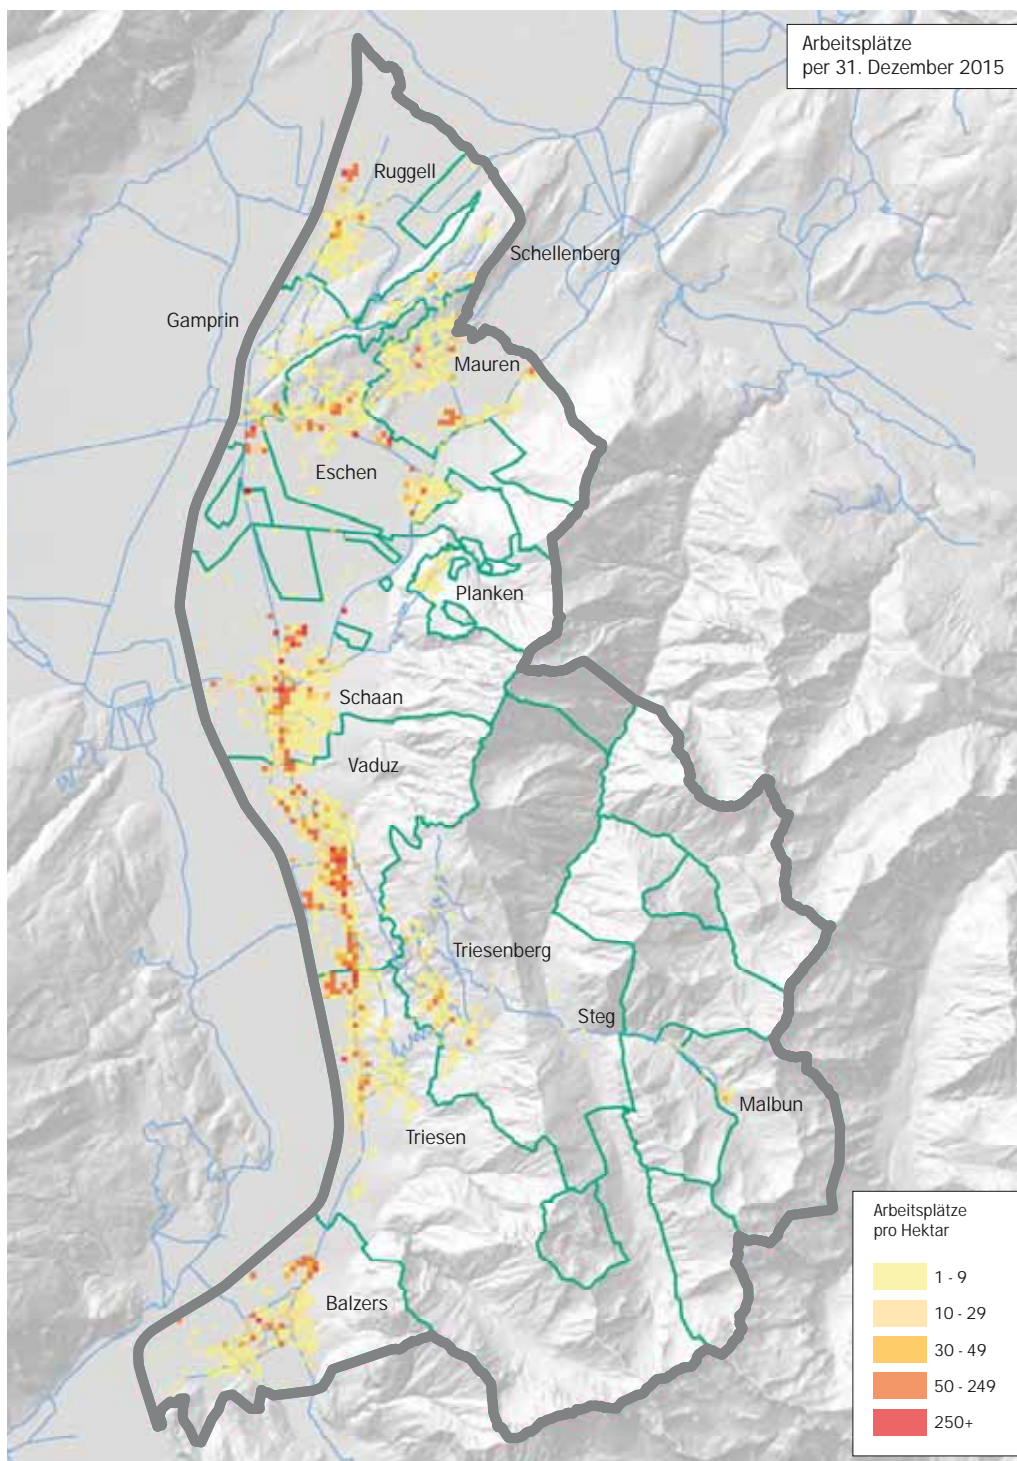 Arbeitsplätze
per 31. Dezember 2015
Ruggell
Schellenberg
Gamprin
Mauren
Eschen
Planken
Schaan
Vaduz
Triesenberg
Steg
Malbun
Triesen
Balzers
Arbeitsplätze
pro Hektar
1 - 9
10 - 29
30 - 49
50 - 249
250+